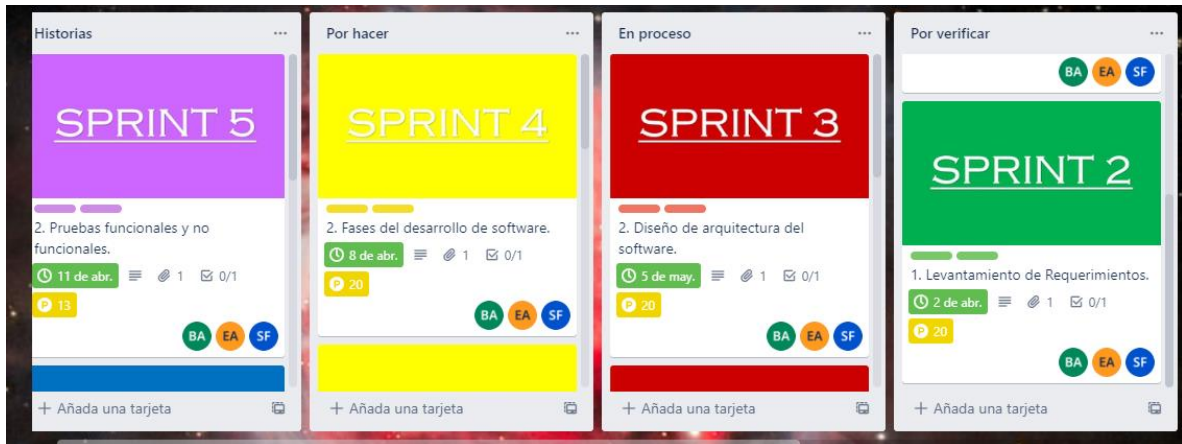 Historias
SPRINT 5
2. Pruebas funcionales y no
funcionales.
11 de abr. 1 0/1
P 13
BA EA SF
+ Añada una tarjeta
Por hacer
SPRINT 4
2. Fases del desarrollo de software.
8 de abr. 1 0/1
P 20
BA EA SF
+ Añada una tarjeta
En proceso
SPRINT 3
2. Diseño de arquitectura del
software.
5 de may. 1 0/1
P 20
BA EA SF
+ Añada una tarjeta
Por verificar
BA EA SF
SPRINT 2
1. Levantamiento de Requerimientos.
2 de abr. 1 0/1
P 20
BA EA SF
+ Añada una tarjeta